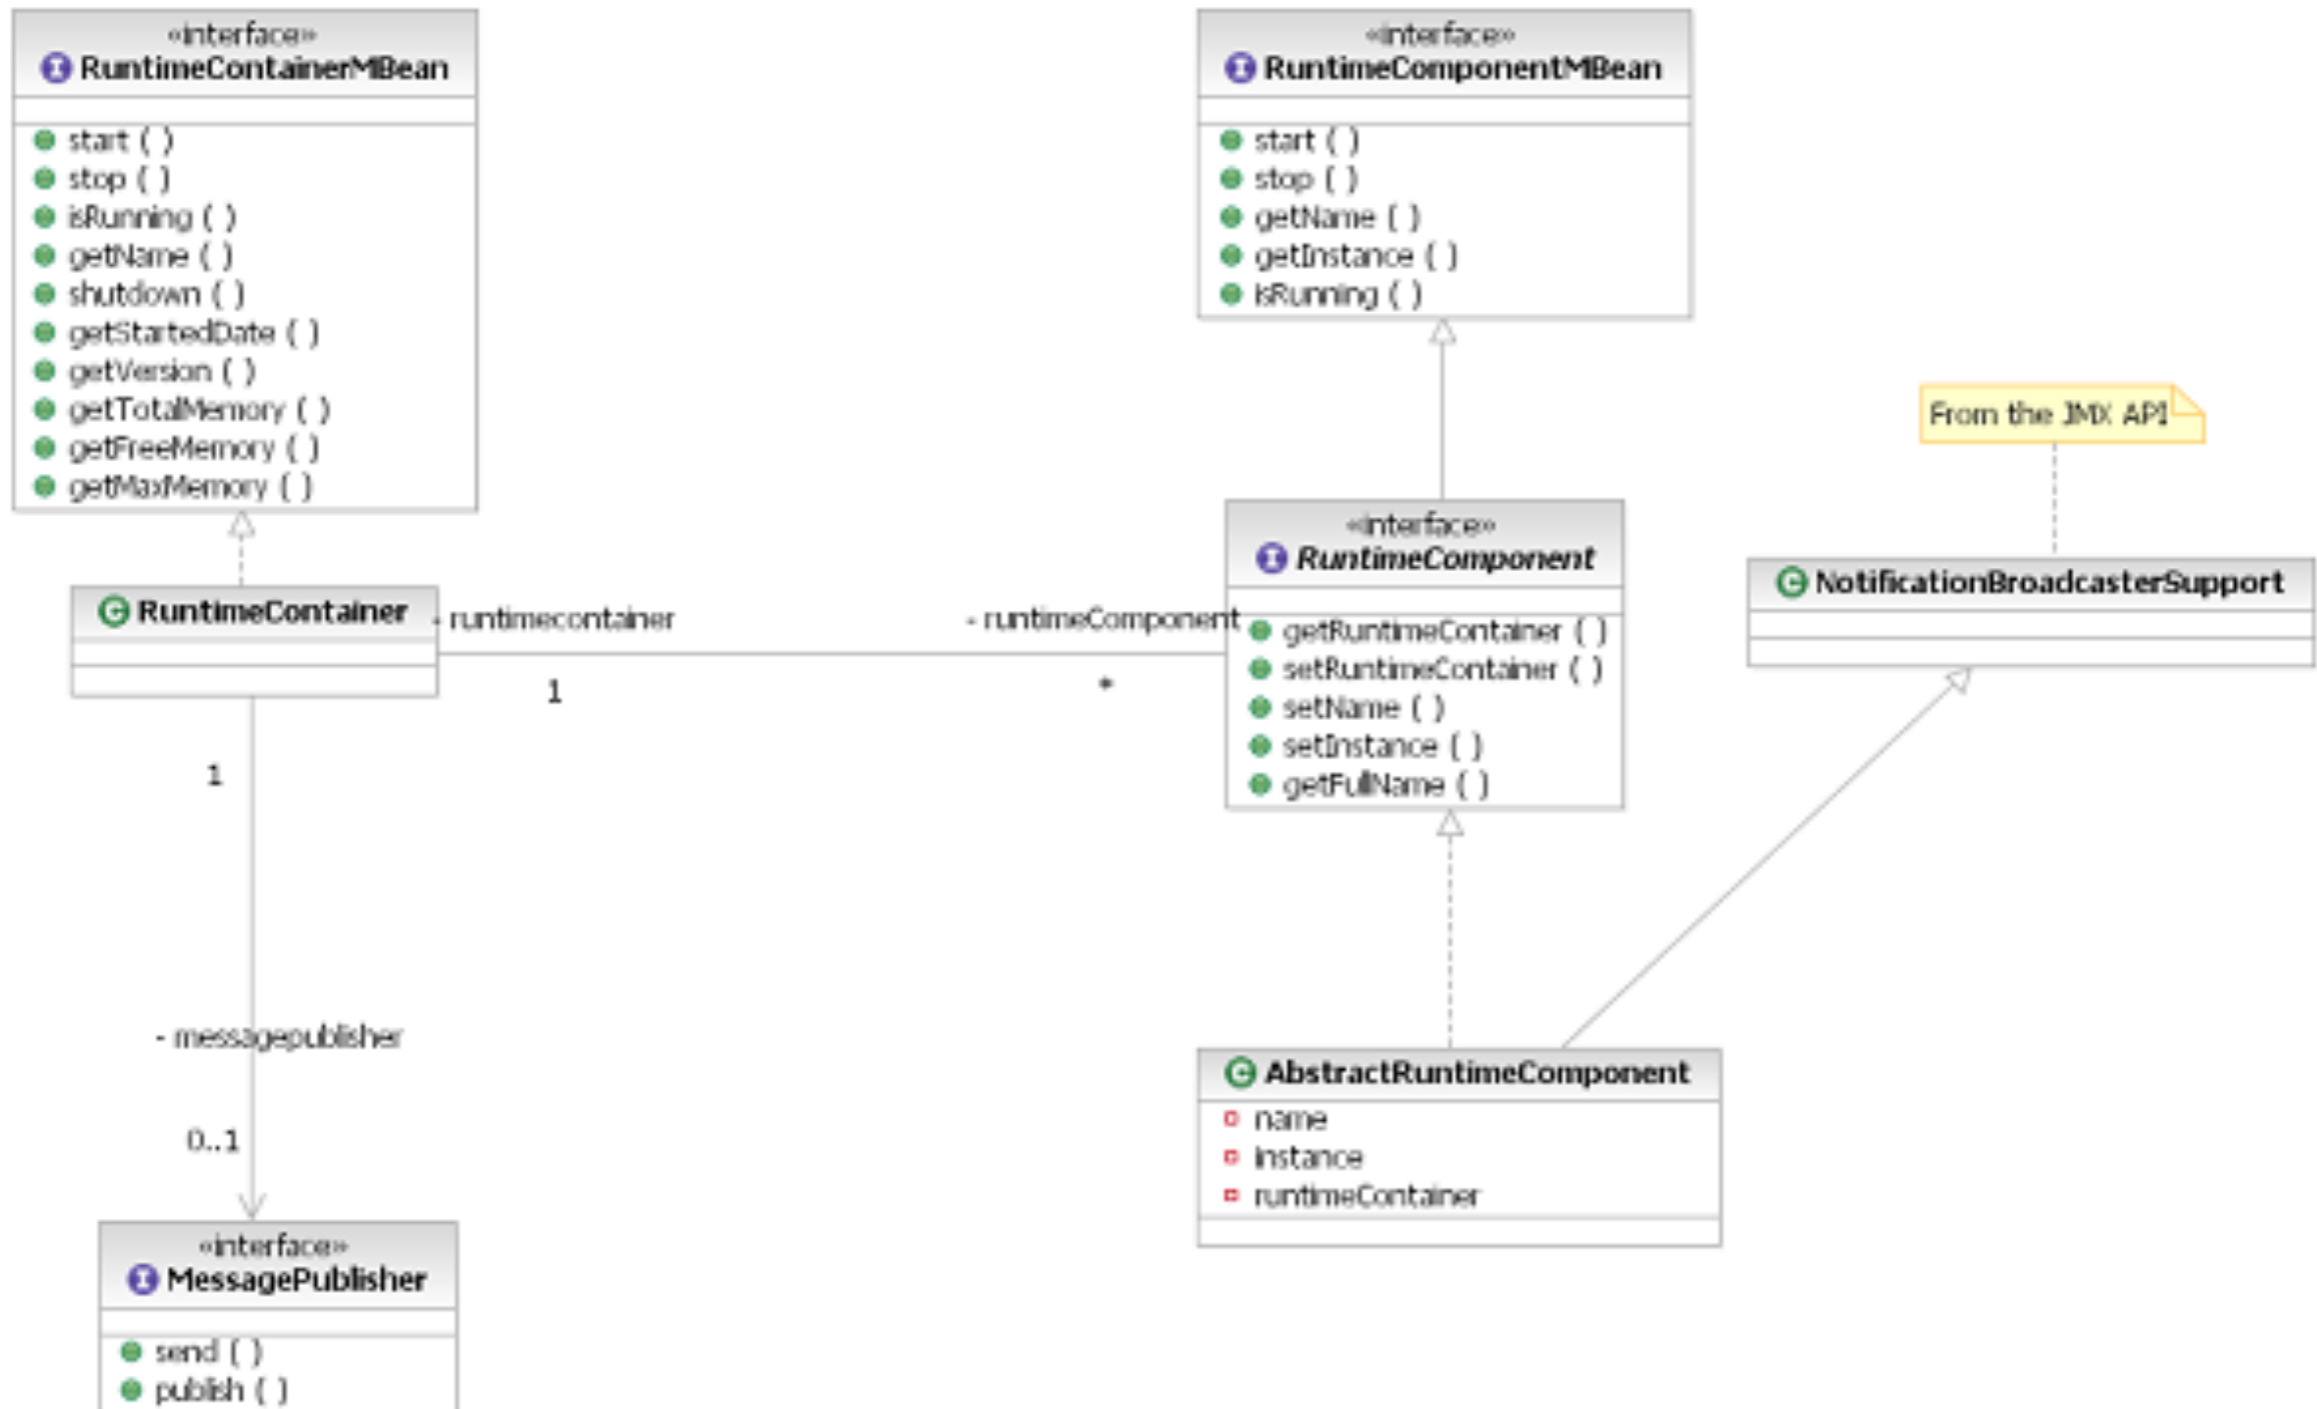 «interface»
RuntimeContainerMBean
start ( )
stop ( )
isRunning ( )
getName ( )
shutdown ( )
getStartedDate ( )
getVersion ( )
getTotalMemory ( )
getFreeMemory ( )
getMaxMemory ( )
«interface»
RuntimeComponentMBean
start ( )
stop ( )
getName ( )
getInstance ( )
isRunning ( )
From the JMX API
«interface»
RuntimeComponent
getRuntimeContainer ( )
setRuntimeContainer ( )
setName ( )
setInstance ( )
getFullName ( )
NotificationBroadcasterSupport
RuntimeContainer
- runtimecontainer
- runtimeComponent
1
*
1
- messagepublisher
0..1
AbstractRuntimeComponent
name
instance
runtimeContainer
«interface»
MessagePublisher
send ( )
publish ( )